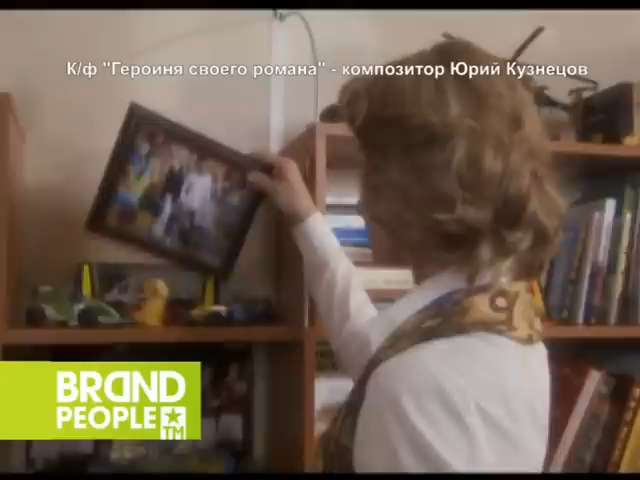 К/ф "Героиня своего романа" - композитор Юрий Кузнецов
BRAND
PEOPLE
TM